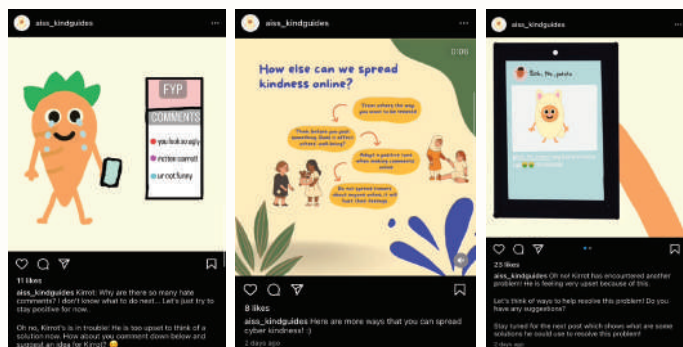 aiss_kindguides
FYP
COMMENTS
you look so ugly
ur not funny
11 likes
aiss_kindguides Kirrot: Why are there so many hate
comments? I don't know what to do next... Let's just try to
stay positive for now...
Oh no, Kirrot's is in trouble! He is too upset to think of a
solution now. How about you comment down below and
suggest an idea for Kirrot?
aiss_kindguides
How else can we spread
kindness online?
Treat others the way
you want to be treated
Think before you post
something. Does it affect
others well-being?
Adopt a positive tone
when making comments
online
Do not spread rumors
about anyone online, it will
hurt their feelings
8 likes
aiss_kindguides Here are more ways that you can spread
cyber kindness! :)
2 days ago
aiss_kindguides
23 likes
aiss_kindguides Oh no! Kirrot has encountered another
problem! He is feeling very upset because of this.
Let's think of ways to help resolve this problem! Do you
have any suggestions?
Stay tuned for the next post which shows what are some
solutions he could use to resolve this problem!
2 days ago